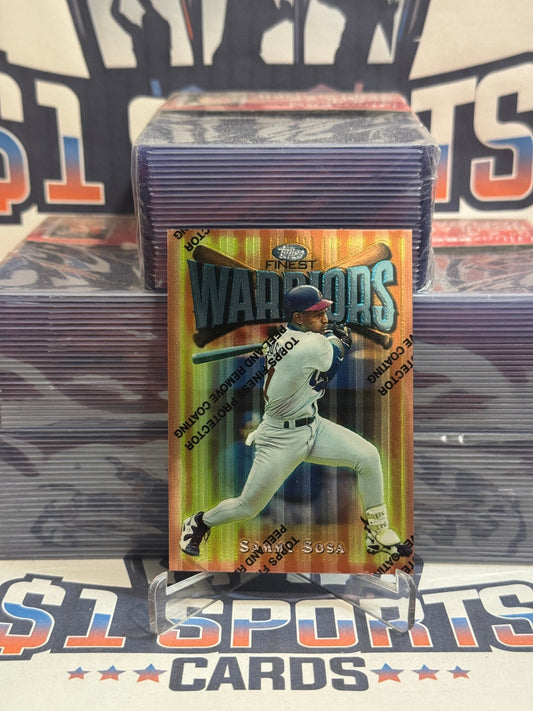 $1 SPORTS
Topps
FINEST
WARRIORS
TOPPS FINEST PROTECTOR
PEEL AND REMOVE COATING
SAMMY SOSA
$1 SPORTS
CARDS